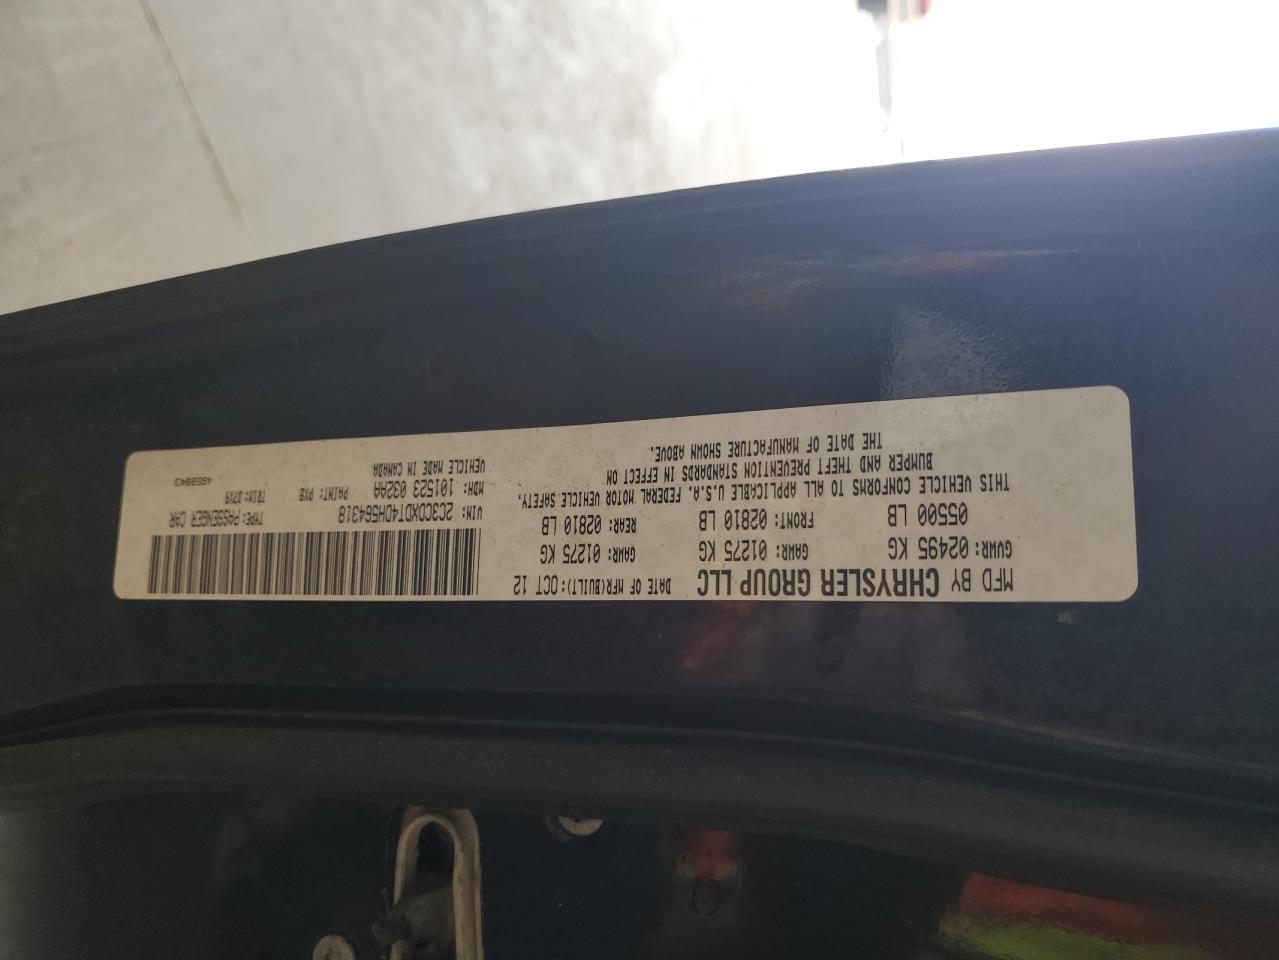 MFD BY CHRYSLER GROUP LLC DATE OF MFR(BUILT): OCT 12
GVWR: 02495 KG GAWR: 01275 KG GAWR: 01275 KG
05500 LB FRONT: 02810 LB REAR: 02810 LB
THIS VEHICLE CONFORMS TO ALL APPLICABLE U.S.A. FEDERAL MOTOR VEHICLE SAFETY,
BUMPER AND THEFT PREVENTION STANDARDS IN EFFECT ON
THE DATE OF MANUFACTURE SHOWN ABOVE.
VIN: 2C3CDXDT4DH564318 TYPE: PASSENGER CAR
MDH: 101523 032AA PAINT: PXB TRIM: D7X9
VEHICLE MADE IN CANADA